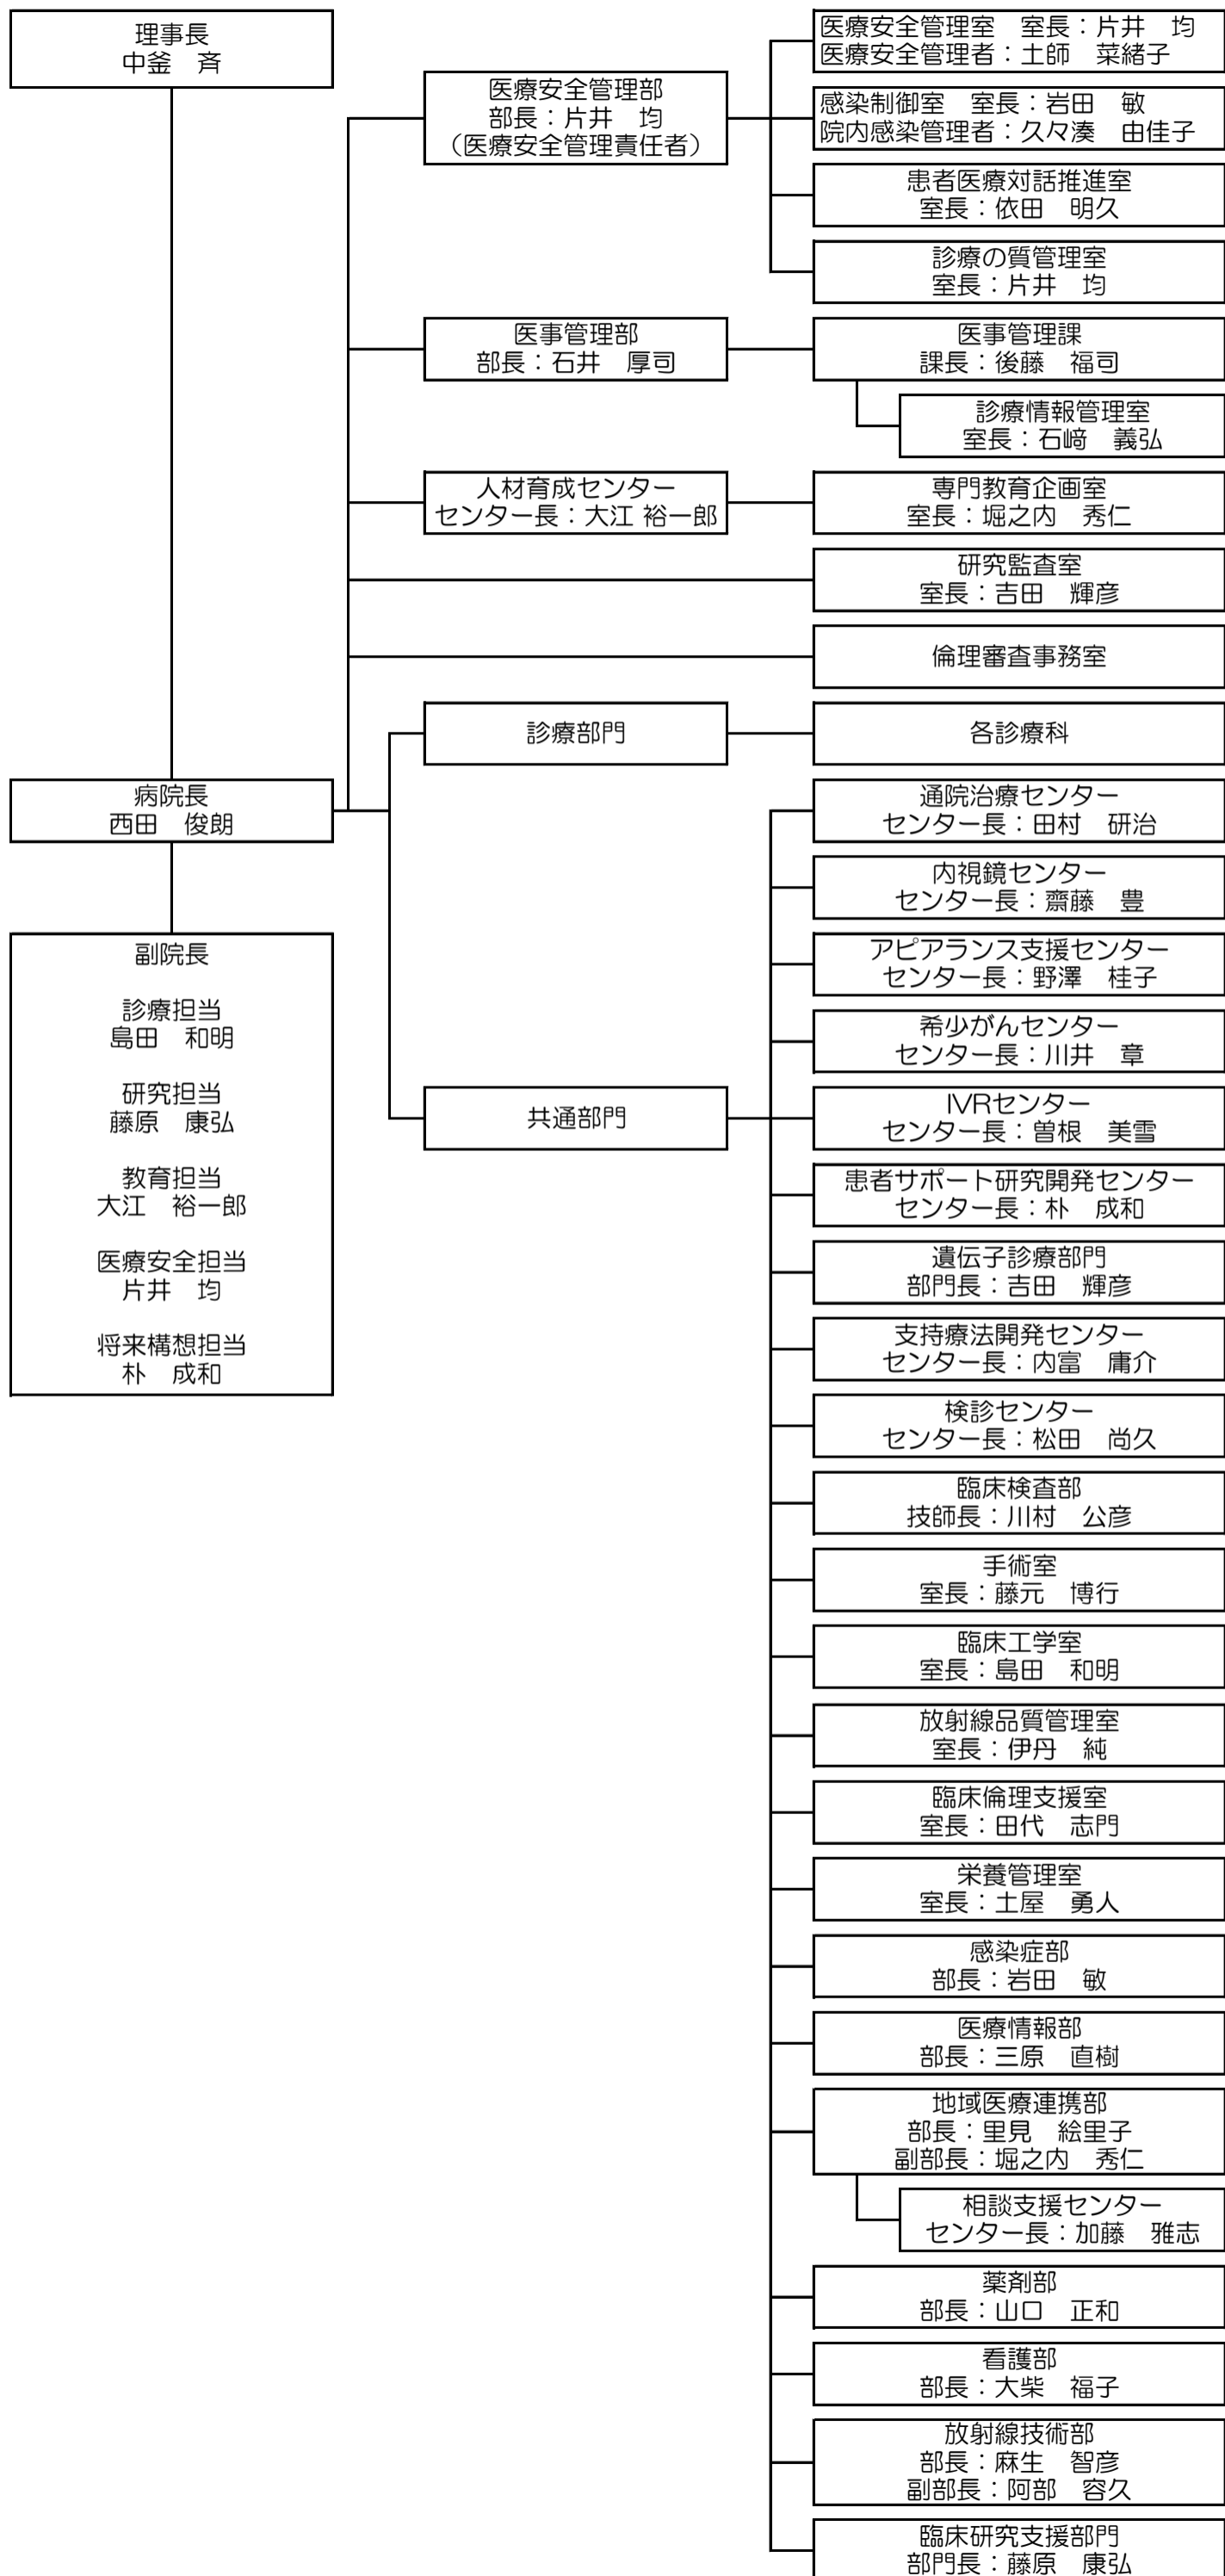 理事長
中釜　斉
病院長
西田　俊朗
副院長
診療担当
島田　和明
研究担当
藤原　康弘
教育担当
大江　裕一郎
医療安全担当
片井　均
将来構想担当
朴　成和
医療安全管理部
部長：片井　均
（医療安全管理責任者）
医療安全管理室　室長：片井　均
医療安全管理者：土師　菜緒子
感染制御室　室長：岩田　敏
院内感染管理者：久々湊　由佳子
患者医療対話推進室
室長：依田　明久
診療の質管理室
室長：片井　均
医事管理部
部長：石井　厚司
医事管理課
課長：後藤　福司
診療情報管理室
室長：石﨑　義弘
人材育成センター
センター長：大江 裕一郎
専門教育企画室
室長：堀之内　秀仁
研究監査室
室長：吉田　輝彦
倫理審査事務室
診療部門
各診療科
共通部門
通院治療センター
センター長：田村　研治
内視鏡センター
センター長：齋藤　豊
アピアランス支援センター
センター長：野澤　桂子
希少がんセンター
センター長：川井　章
IVRセンター
センター長：曽根　美雪
患者サポート研究開発センター
センター長：朴　成和
遺伝子診療部門
部門長：吉田　輝彦
支持療法開発センター
センター長：内富　庸介
検診センター
センター長：松田　尚久
臨床検査部
技師長：川村　公彦
手術室
室長：藤元　博行
臨床工学室
室長：島田　和明
放射線品質管理室
室長：伊丹　純
臨床倫理支援室
室長：田代　志門
栄養管理室
室長：土屋　勇人
感染症部
部長：岩田　敏
医療情報部
部長：三原　直樹
地域医療連携部
部長：里見　絵里子
副部長：堀之内　秀仁
相談支援センター
センター長：加藤　雅志
薬剤部
部長：山口　正和
看護部
部長：大柴　福子
放射線技術部
部長：麻生　智彦
副部長：阿部　容久
臨床研究支援部門
部門長：藤原　康弘